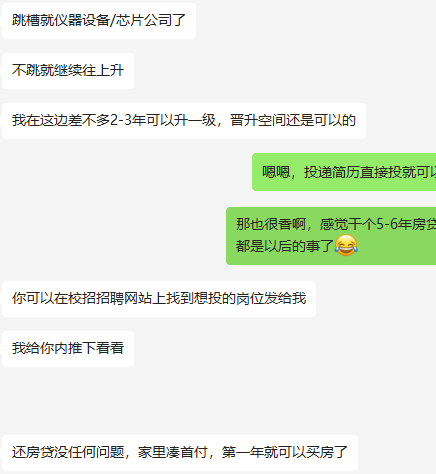 跳槽就仪器设备/芯片公司了
不跳就继续往上升
我在这边差不多2-3年可以升一级，晋升空间还是可以的
嗯嗯，投递简历直接投就可以
那也很香啊，感觉干个5-6年房贷
都是以后的事了😂
你可以在校招招聘网站上找到想投的岗位发给我
我给你内推下看看
还房贷没任何问题，家里凑首付，第一年就可以买房了